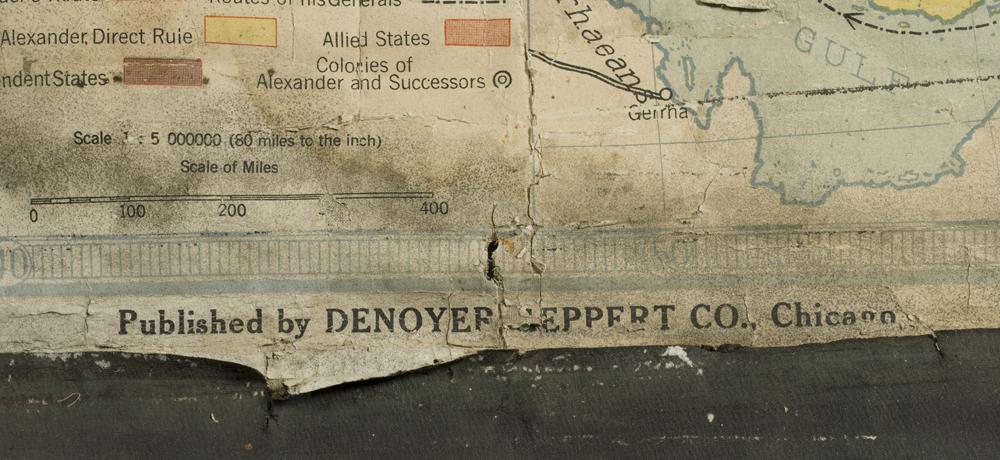 Routes of his Generals
Alexander, Direct Rule
Allied States
ndent States
Colonies of
Alexander and Successors
rhaeans
Gerrha
GULF
Scale 1 : 5 000000 (80 miles to the inch)
Scale of Miles
0 100 200 400
50
Published by DENOYER EPPERT CO., Chicago